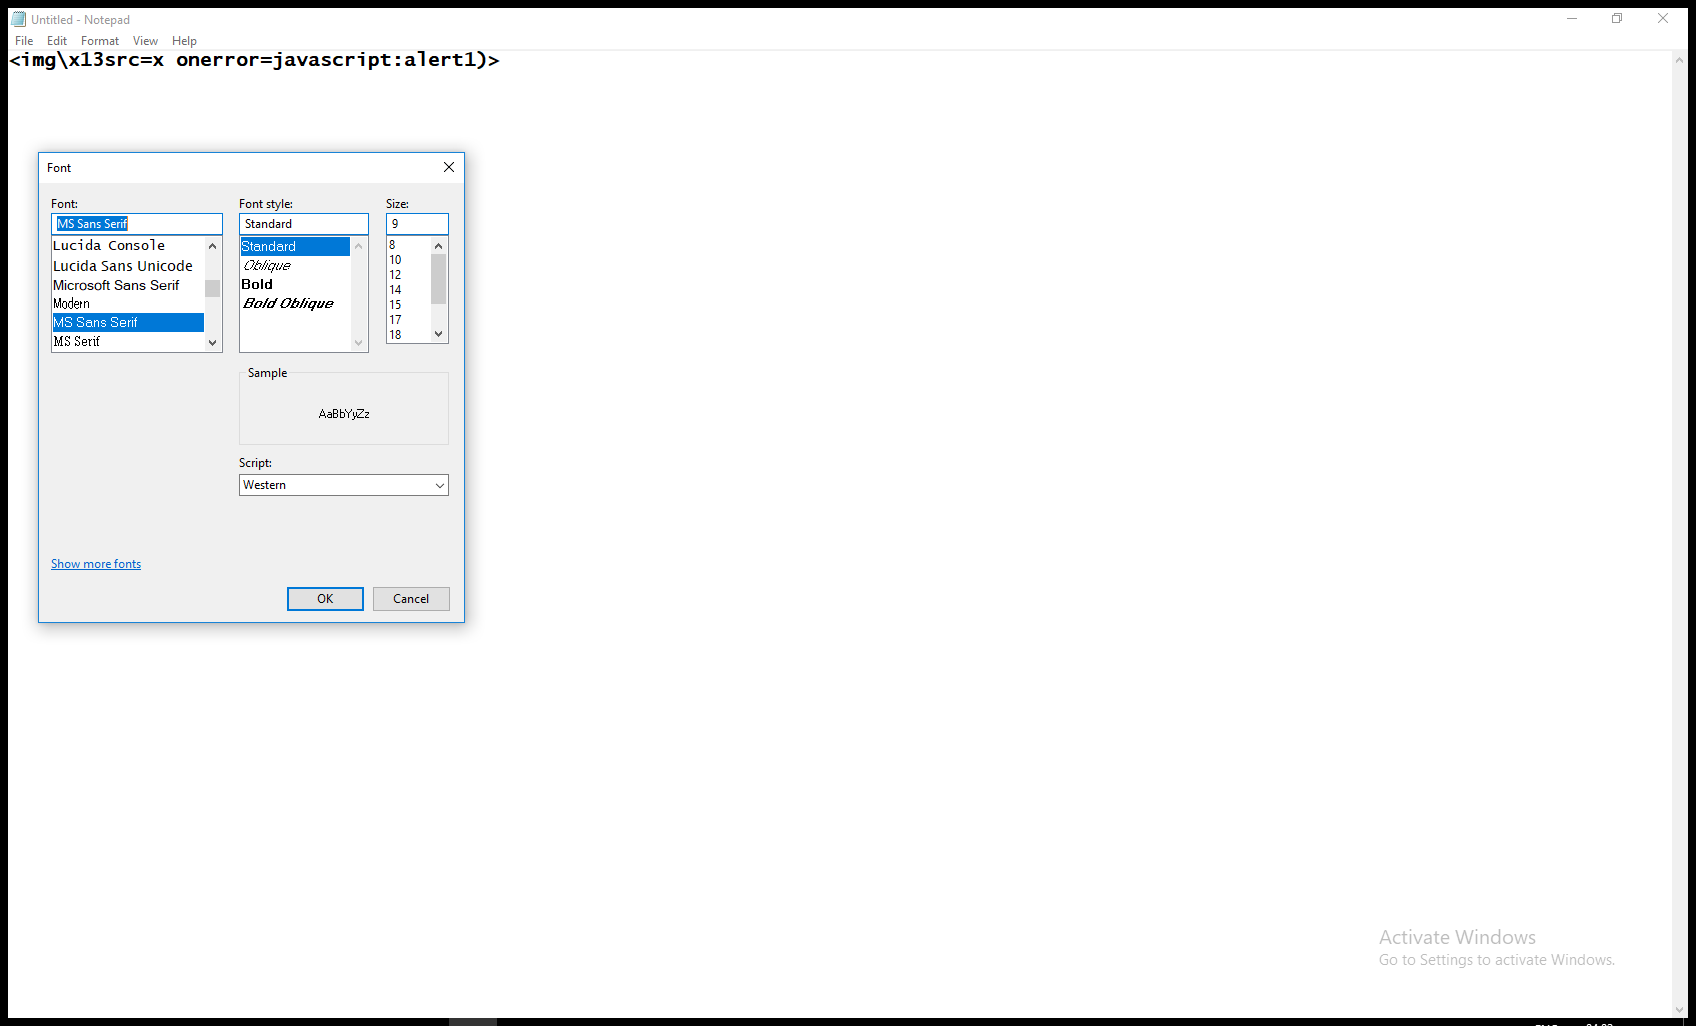 Untitled - Notepad
File Edit Format View Help
<img\x13src=x onerror=javascript:alert1)>
Font
Font: Font style: Size:
MS Sans Serif Standard 9
Lucida Console Standard 8
Lucida Sans Unicode Oblique 10
Microsoft Sans Serif Bold 12
Modern Bold Oblique 14
MS Sans Serif 15
MS Serif 17
18
Sample
AaBbYyZz
Script:
Western
Show more fonts
OK Cancel
Activate Windows
Go to Settings to activate Windows.